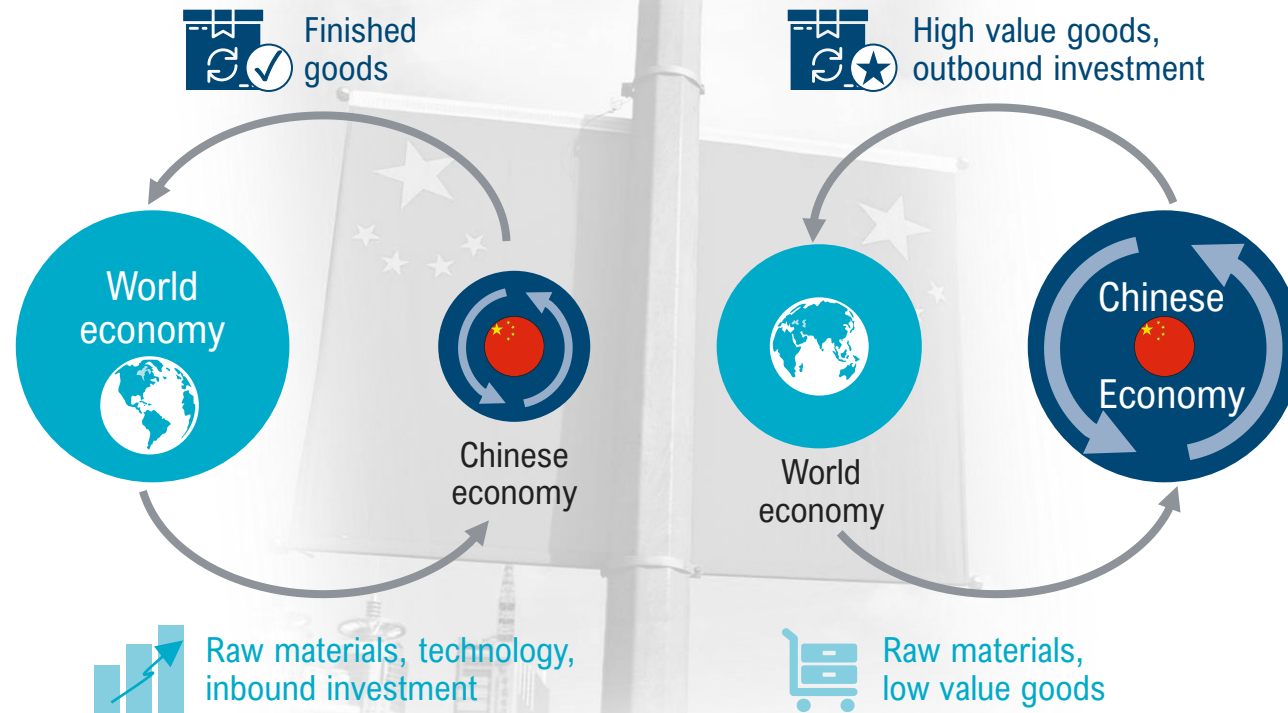 Finished
goods
High value goods,
outbound investment
World
economy
Chinese
economy
World
economy
Chinese
Economy
Raw materials, technology,
inbound investment
Raw materials,
low value goods